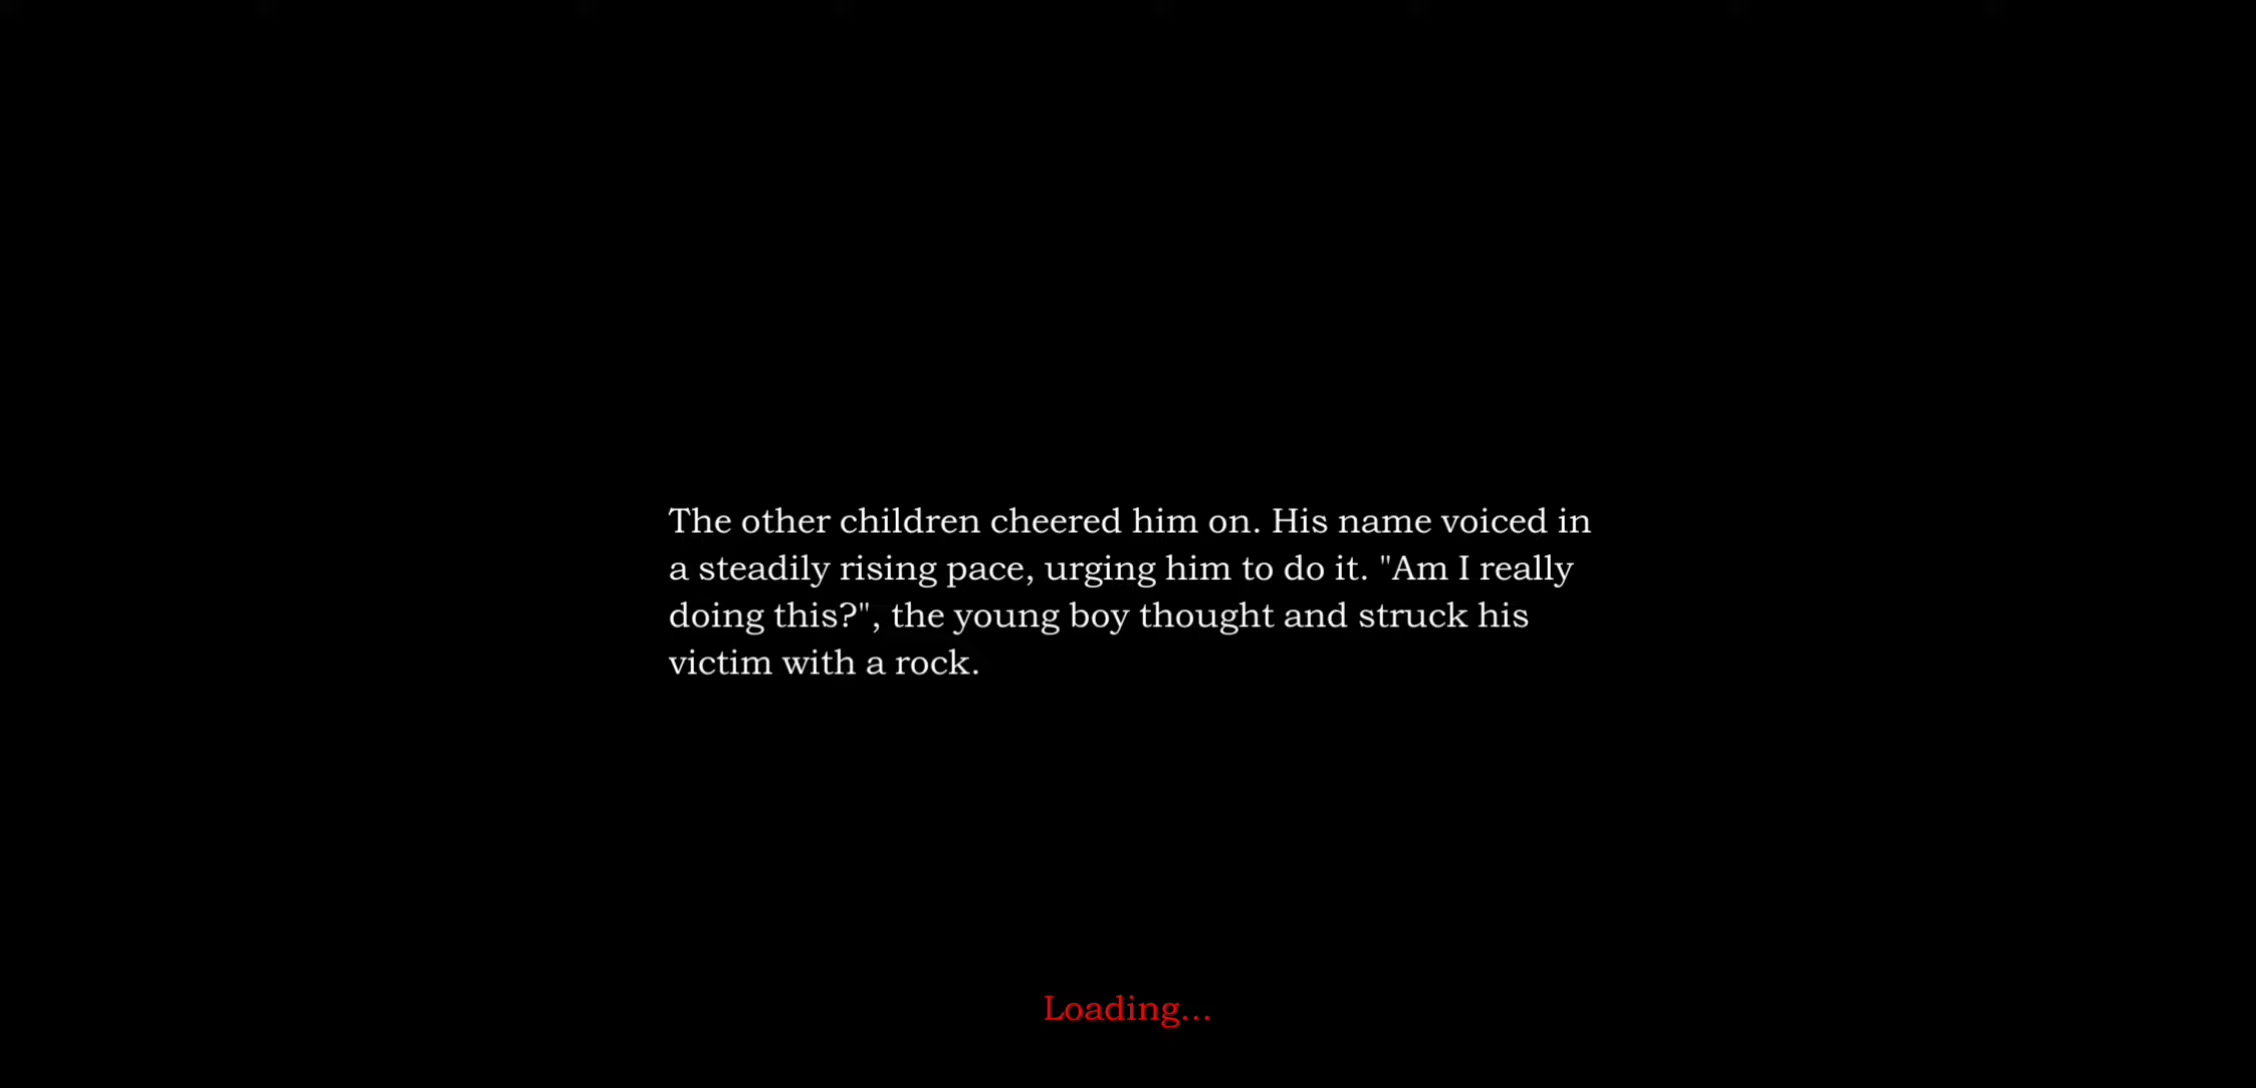 The other children cheered him on. His name voiced in
a steadily rising pace, urging him to do it. "Am I really
doing this?", the young boy thought and struck his
victim with a rock.
Loading...